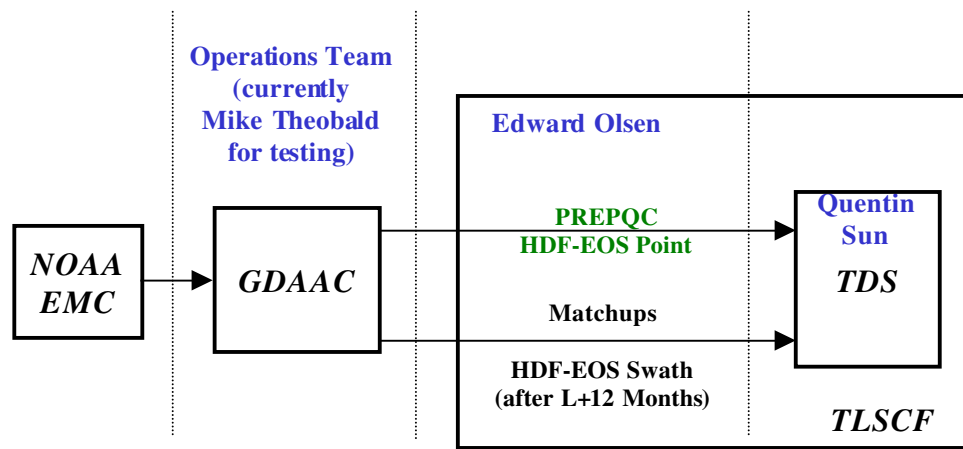 Operations Team
(currently
Mike Theobald
for testing)
Edward Olsen
NOAA
EMC
GDAAC
PREPQC
HDF-EOS Point
Matchups
HDF-EOS Swath
(after L+12 Months)
Quentin
Sun
TDS
TLSCF